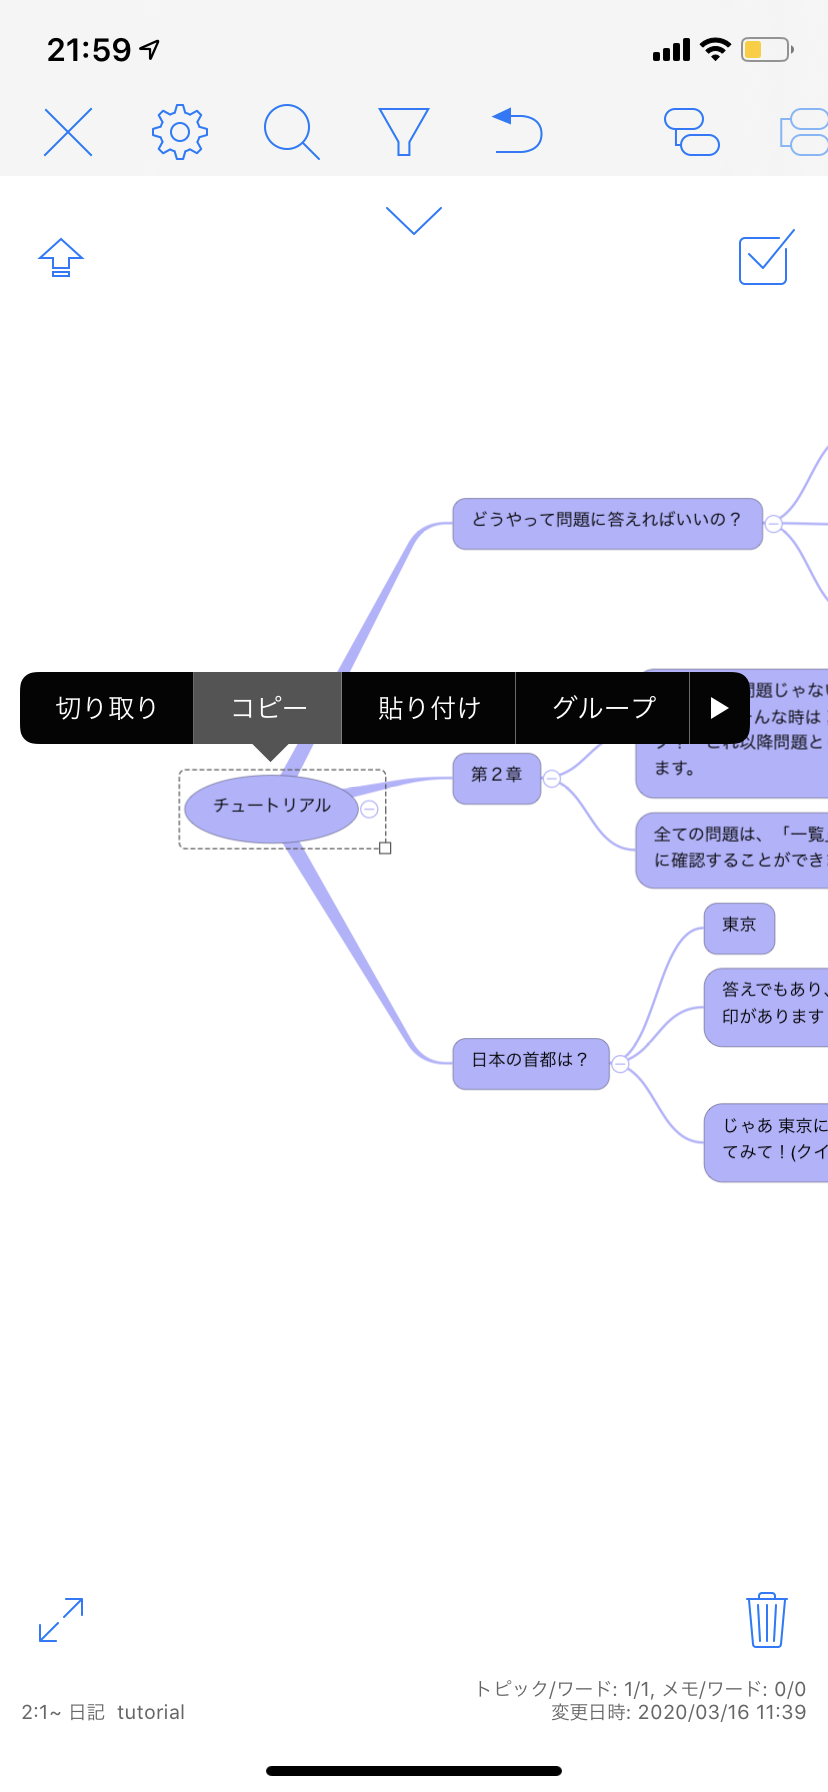 21:59
どうやって問題に答えればいいの？
問題じゃない
んな時は
これ以降問題と
ます。
切り取り
コピー
貼り付け
グループ
チュートリアル
第２章
全ての問題は、「一覧」
に確認することができ
東京
答えでもあり、
印があります
日本の首都は？
じゃあ 東京に
てみて！(クイ
トピック/ワード: 1/1, メモ/ワード: 0/0
2:1~ 日記 tutorial
変更日時: 2020/03/16 11:39